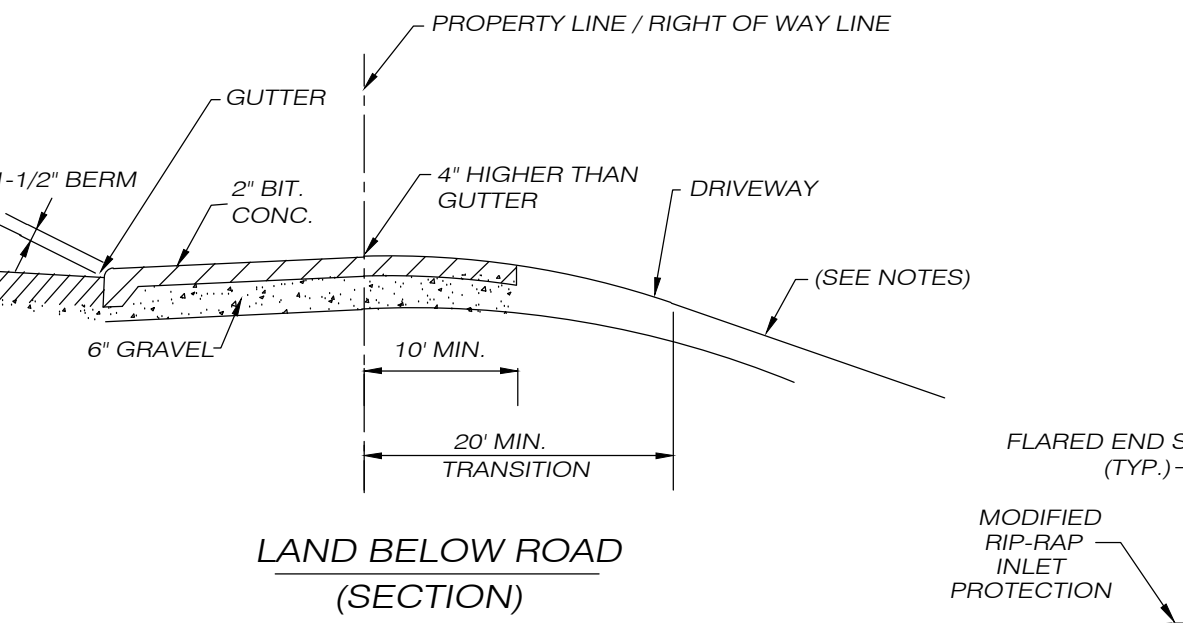 PROPERTY LINE / RIGHT OF WAY LINE
GUTTER
1-1/2" BERM
2" BIT.
CONC.
4" HIGHER THAN
GUTTER
DRIVEWAY
(SEE NOTES)
6" GRAVEL
10' MIN.
20' MIN.
TRANSITION
FLARED END S
(TYP.)
MODIFIED
RIP-RAP
INLET
PROTECTION
LAND BELOW ROAD
(SECTION)